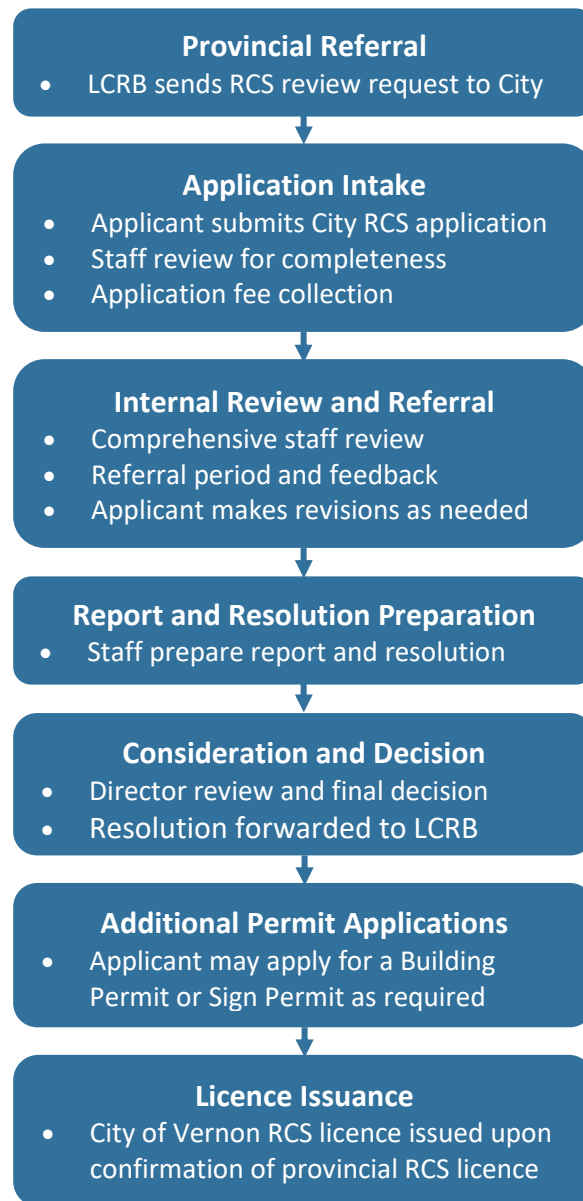 Provincial Referral
• LCRB sends RCS review request to City
Application Intake
• Applicant submits City RCS application
• Staff review for completeness
• Application fee collection
Internal Review and Referral
• Comprehensive staff review
• Referral period and feedback
• Applicant makes revisions as needed
Report and Resolution Preparation
• Staff prepare report and resolution
Consideration and Decision
• Director review and final decision
• Resolution forwarded to LCRB
Additional Permit Applications
• Applicant may apply for a Building
Permit or Sign Permit as required
Licence Issuance
• City of Vernon RCS licence issued upon
confirmation of provincial RCS licence